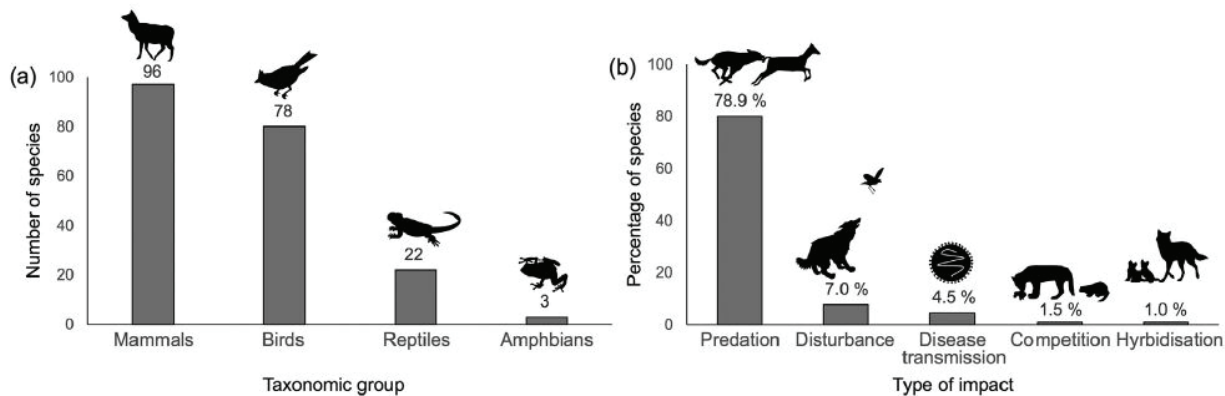 (a)
Number of species
100
80
60
40
20
0
96
78
22
3
Mammals
Birds
Reptiles
Amphbians
Taxonomic group
(b)
Percentage of species
100
80
60
40
20
0
78.9 %
7.0 %
4.5 %
1.5 %
1.0 %
Predation
Disturbance
Disease
transmission
Competition
Hyrbidisation
Type of impact